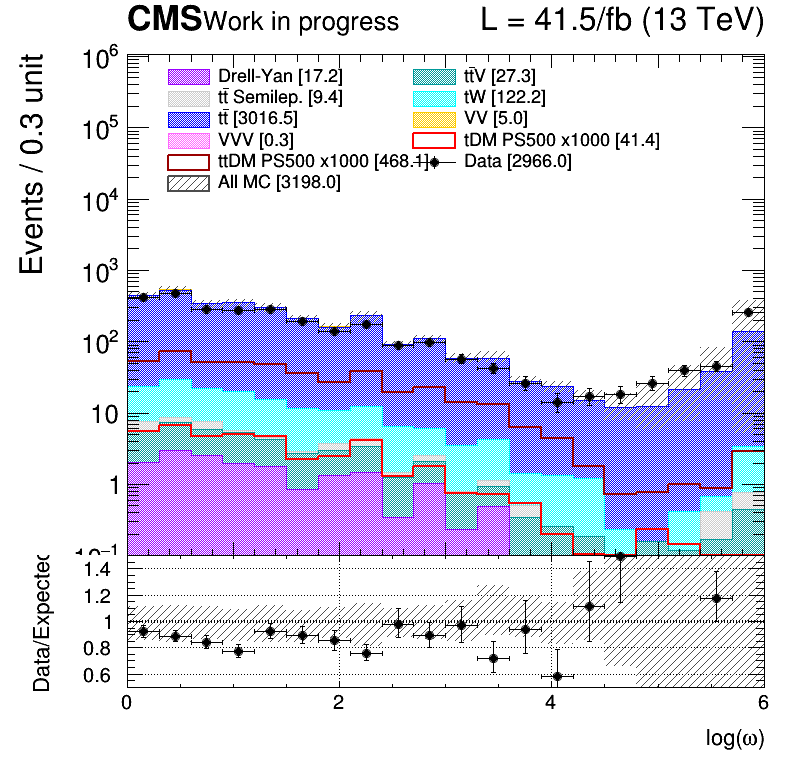 CMS Work in progress L = 41.5/fb (13 TeV)
Events / 0.3 unit
10⁶
10⁵
10⁴
10³
10²
10
1
10⁻¹
Drell-Yan [17.2]
tt̄ Semilep. [9.4]
tt̄ [3016.5]
VVV [0.3]
ttDM PS500 x1000 [468.1]
All MC [3198.0]
tt̄V [27.3]
tW [122.2]
VV [5.0]
tDM PS500 x1000 [41.4]
Data [2966.0]
Data/Expected
1.4
1.2
1
0.8
0.6
0 2 4 6
log(ω)